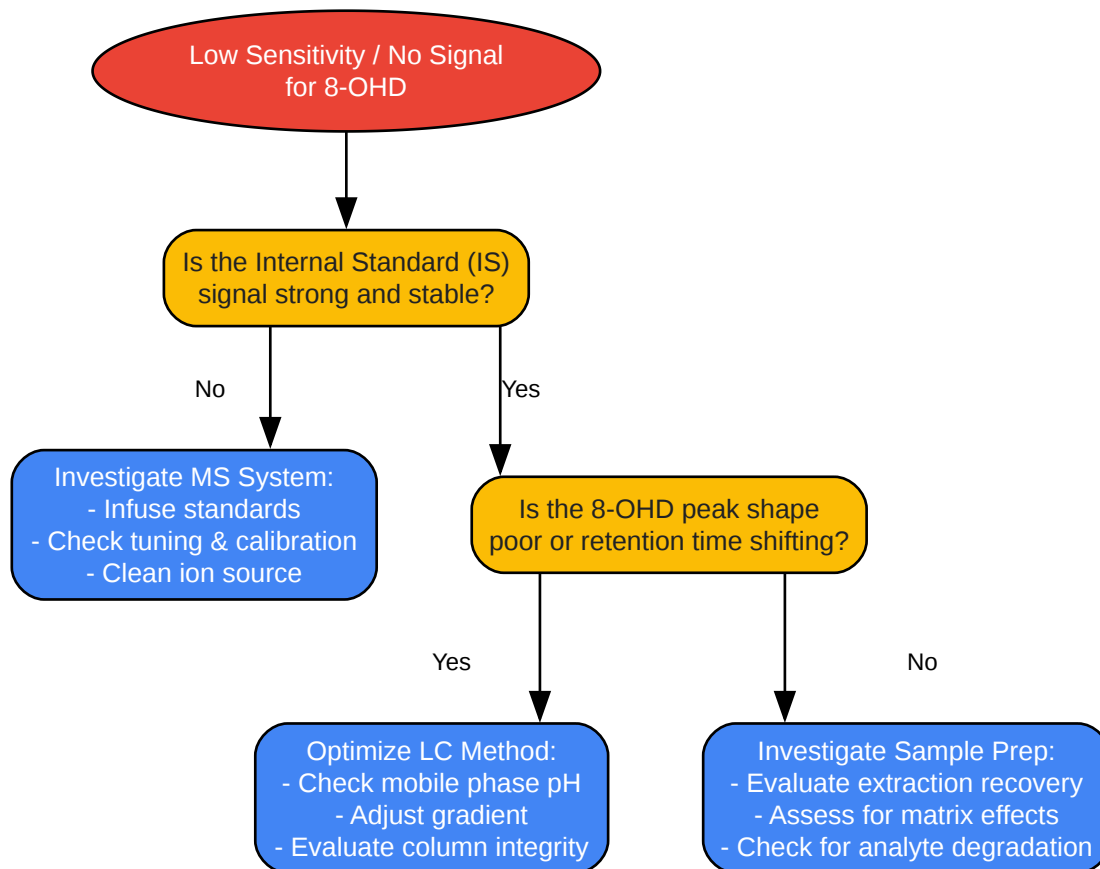 Low Sensitivity / No Signal
for 8-OHD
Is the Internal Standard (IS)
signal strong and stable?
No
Yes
Investigate MS System:
- Infuse standards
- Check tuning & calibration
- Clean ion source
Is the 8-OHD peak shape
poor or retention time shifting?
Yes
No
Optimize LC Method:
- Check mobile phase pH
- Adjust gradient
- Evaluate column integrity
Investigate Sample Prep:
- Evaluate extraction recovery
- Assess for matrix effects
- Check for analyte degradation